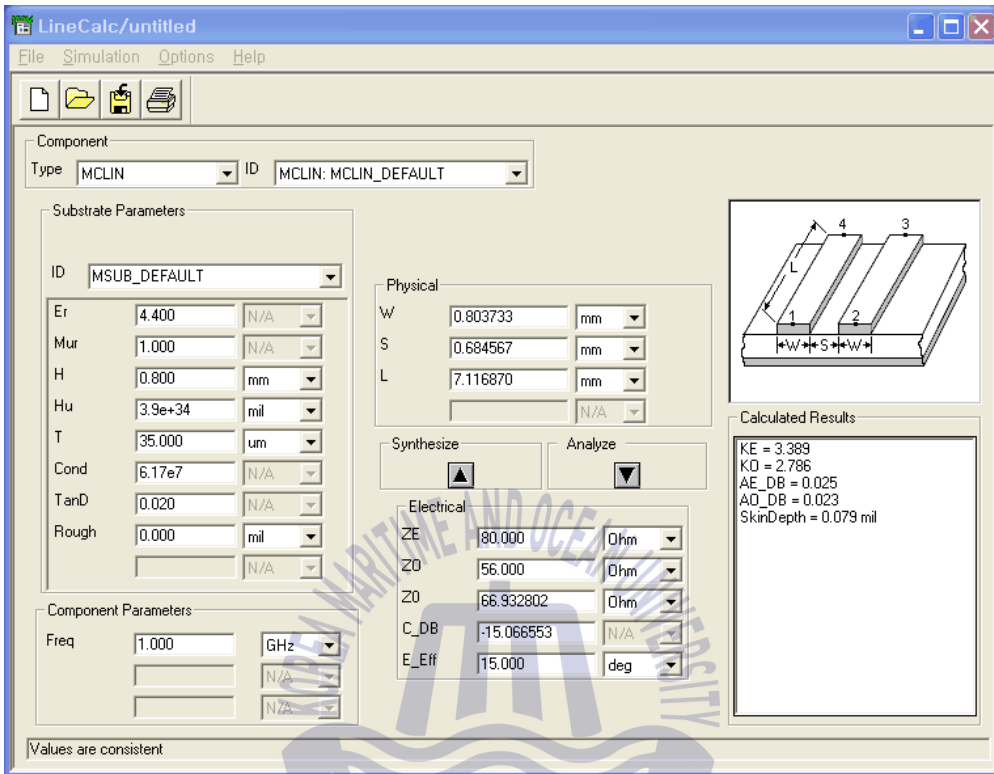 LineCalc/untitled
File Simulation Options Help
Component
Type MCLIN ID MCLIN: MCLIN_DEFAULT
Substrate Parameters
ID MSUB_DEFAULT
Er 4.400 N/A
Mur 1.000 N/A
H 0.800 mm
Hu 3.9e+34 mil
T 35.000 um
Cond 6.17e7 N/A
TanD 0.020 N/A
Rough 0.000 mil
N/A
Component Parameters
Freq 1.000 GHz
N/A
N/A
Physical
W 0.803733 mm
S 0.684567 mm
L 7.116870 mm
N/A
Synthesize Analyze
Electrical
ZE 80.000 Ohm
ZO 56.000 Ohm
Z0 66.932802 Ohm
C_DB -15.066553 N/A
E_Eff 15.000 deg
4 3
L
1 2
W S W
Calculated Results
KE = 3.389
KO = 2.786
AE_DB = 0.025
AO_DB = 0.023
SkinDepth = 0.079 mil
Values are consistent
KOREA MARITIME AND OCEAN UNIVERSITY